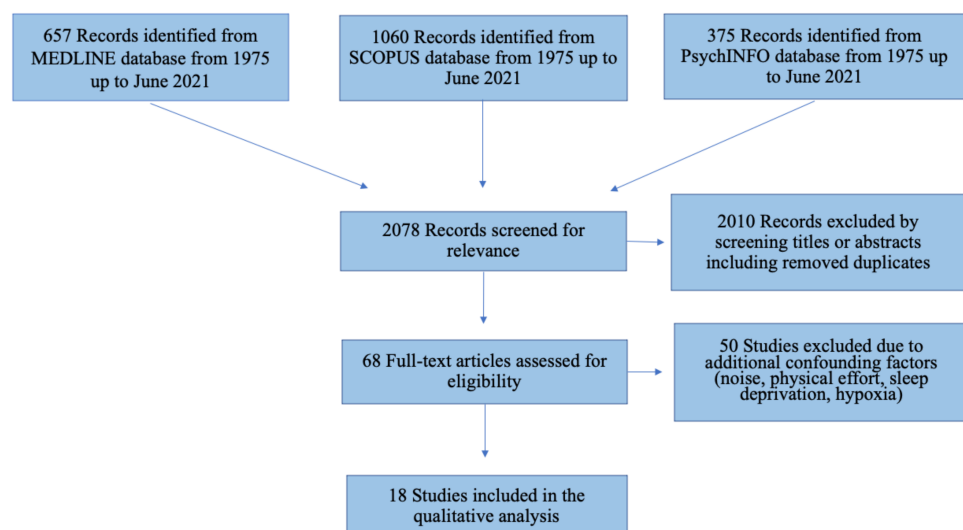 657 Records identified from
MEDLINE database from 1975
up to June 2021
1060 Records identified from
SCOPUS database from 1975 up to
June 2021
375 Records identified from
PsychINFO database from 1975 up
to June 2021
2078 Records screened for
relevance
2010 Records excluded by
screening titles or abstracts
including removed duplicates
68 Full-text articles assessed for
eligibility
50 Studies excluded due to
additional confounding factors
(noise, physical effort, sleep
deprivation, hypoxia)
18 Studies included in the
qualitative analysis